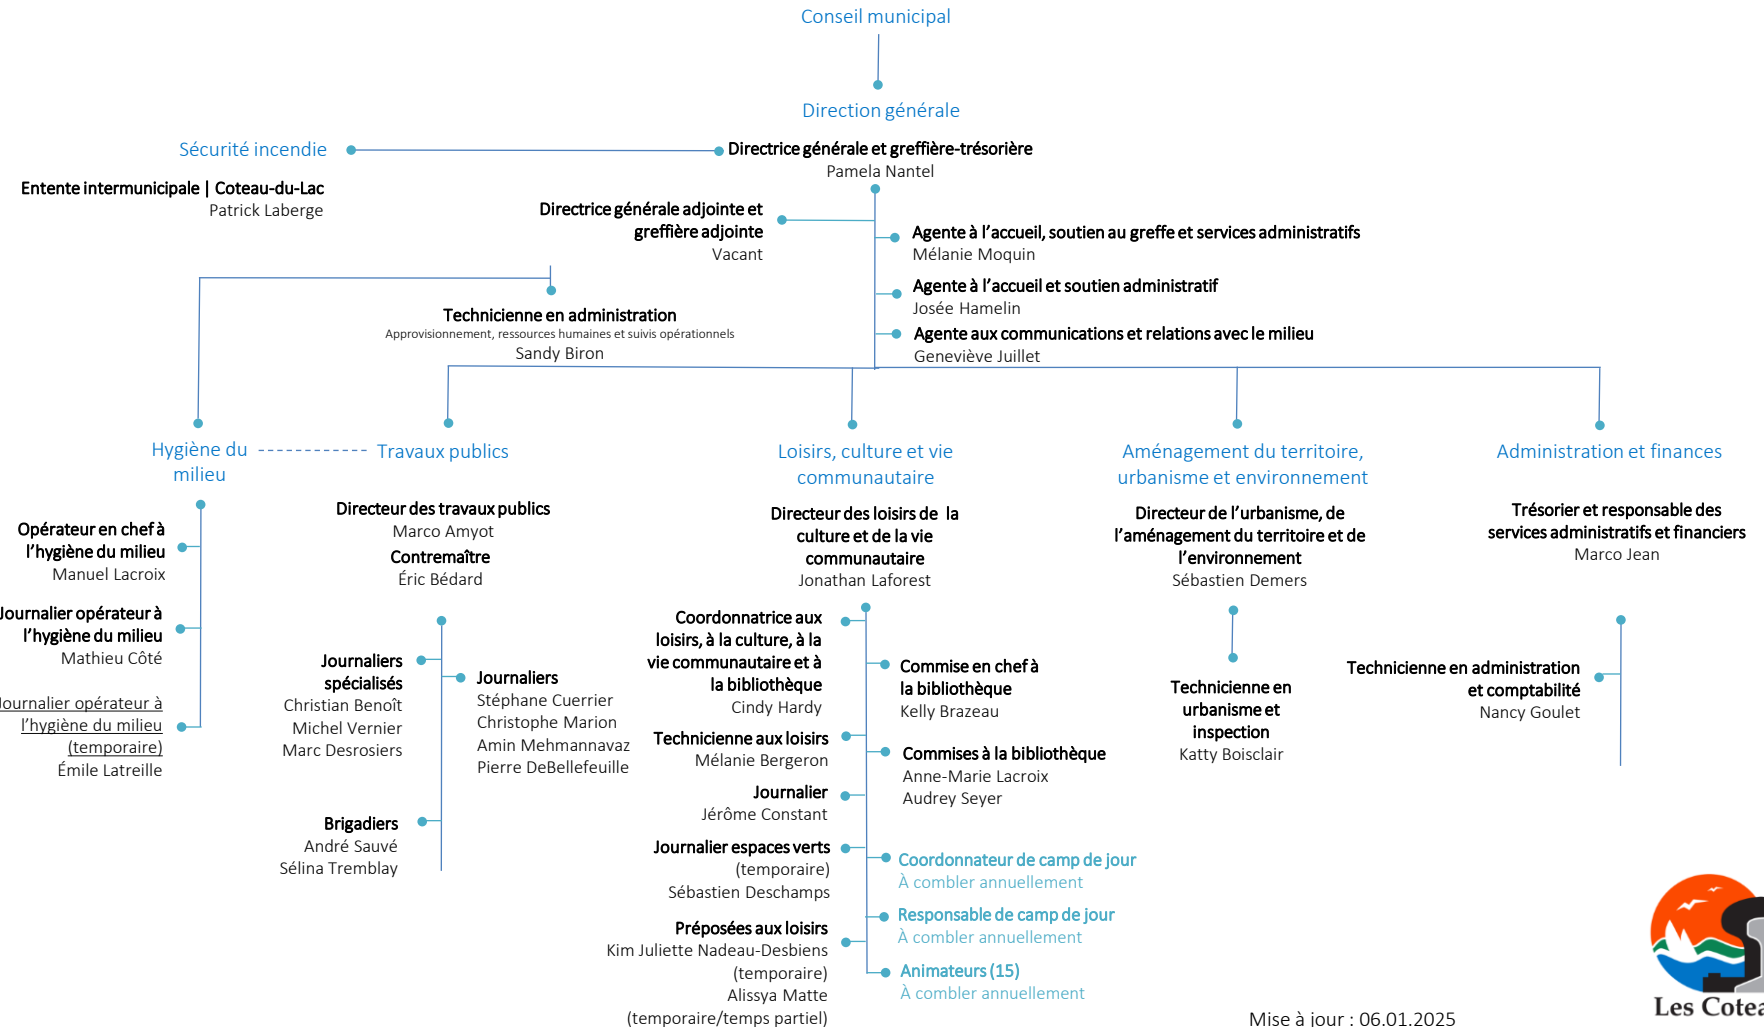 Conseil municipal
Direction générale
Sécurité incendie
Directrice générale et greffière-trésorière
Pamela Nantel
Entente intermunicipale | Coteau-du-Lac
Patrick Laberge
Directrice générale adjointe et
greffière adjointe
Vacant
Agente à l'accueil, soutien au greffe et services administratifs
Mélanie Moquin
Agente à l'accueil et soutien administratif
Josée Hamelin
Agente aux communications et relations avec le milieu
Geneviève Juillet
Technicienne en administration
Approvisionnement, ressources humaines et suivis opérationnels
Sandy Biron
Hygiène du
milieu
Opérateur en chef à
l'hygiène du milieu
Manuel Lacroix
Journalier opérateur à
l'hygiène du milieu
Mathieu Côté
Journalier opérateur à
l'hygiène du milieu
(temporaire)
Émile Latreille
Travaux publics
Directeur des travaux publics
Marco Amyot
Contremaître
Éric Bédard
Journaliers
spécialisés
Christian Benoît
Michel Vernier
Marc Desrosiers
Journaliers
Stéphane Cuerrier
Christophe Marion
Amin Mehmannavaz
Pierre DeBellefeuille
Brigadiers
André Sauvé
Sélina Tremblay
Loisirs, culture et vie
communautaire
Directeur des loisirs de la
culture et de la vie
communautaire
Jonathan Laforest
Coordonnatrice aux
loisirs, à la culture, à la
vie communautaire et à
la bibliothèque
Cindy Hardy
Technicienne aux loisirs
Mélanie Bergeron
Journalier
Jérôme Constant
Journalier espaces verts
(temporaire)
Sébastien Deschamps
Préposées aux loisirs
Kim Juliette Nadeau-Desbiens
(temporaire)
Alissya Matte
(temporaire/temps partiel)
Commise en chef à
la bibliothèque
Kelly Brazeau
Commises à la bibliothèque
Anne-Marie Lacroix
Audrey Seyer
Coordonnateur de camp de jour
À combler annuellement
Responsable de camp de jour
À combler annuellement
Animateurs (15)
À combler annuellement
Aménagement du territoire,
urbanisme et environnement
Directeur de l'urbanisme, de
l'aménagement du territoire et de
l'environnement
Sébastien Demers
Technicienne en
urbanisme et
inspection
Katty Boisclair
Administration et finances
Trésorier et responsable des
services administratifs et financiers
Marco Jean
Technicienne en administration
et comptabilité
Nancy Goulet
Les Cotea
Mise à jour : 06.01.2025